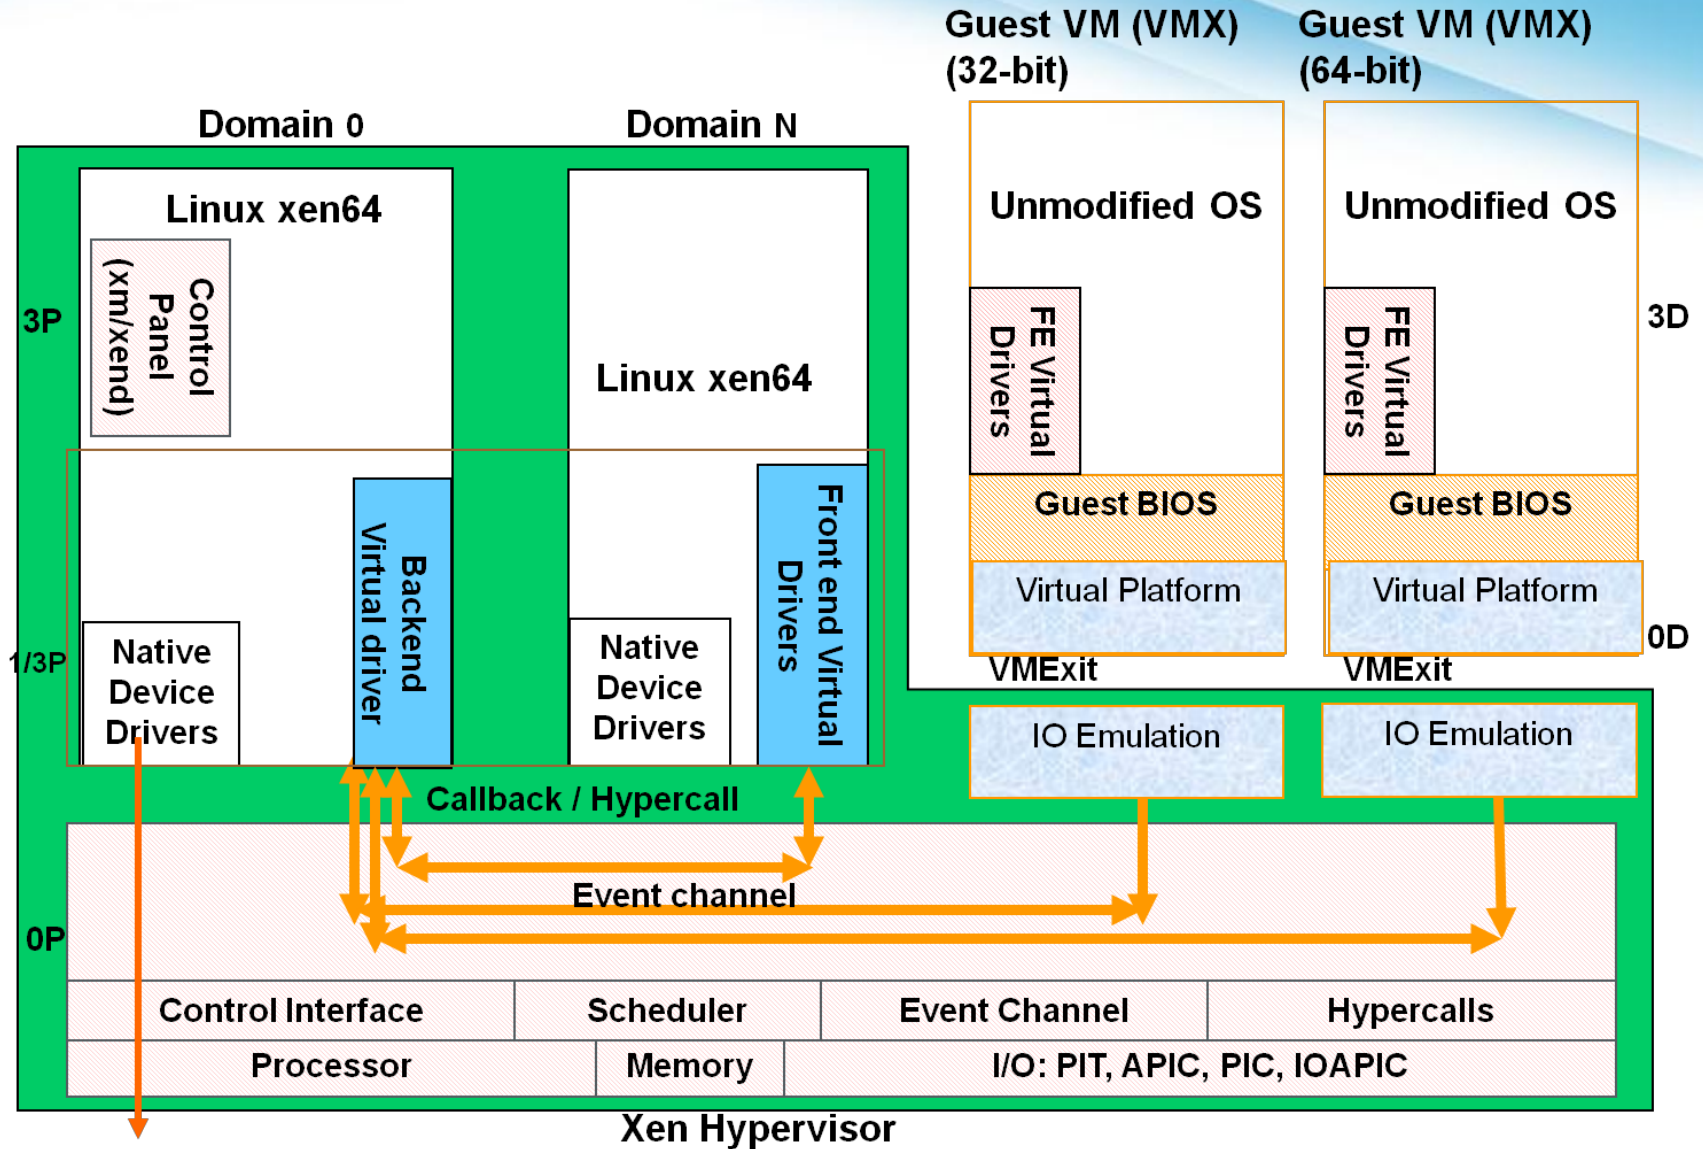 Guest VM (VMX)
(32-bit)
Guest VM (VMX)
(64-bit)
Domain 0
Domain N
Linux xen64
Control
Panel
(xm/xend)
Linux xen64
Unmodified OS
Unmodified OS
3P
3D
FE Virtual
Drivers
FE Virtual
Drivers
Guest BIOS
Guest BIOS
Backend
Virtual driver
Front end Virtual
Drivers
Virtual Platform
Virtual Platform
1/3P
0D
Native
Device
Drivers
Native
Device
Drivers
VMExit
VMExit
IO Emulation
IO Emulation
Callback / Hypercall
Event channel
0P
Control Interface
Scheduler
Event Channel
Hypercalls
Processor
Memory
I/O: PIT, APIC, PIC, IOAPIC
Xen Hypervisor